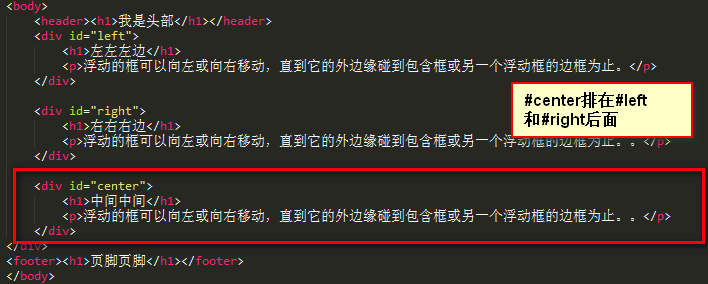 <body>
<header><h1>我是头部</h1></header>
<div id="left">
<h1>左左左边</h1>
<p>浮动的框可以向左或向右移动，直到它的外边缘碰到包含框或另一个浮动框的边框为止。</p>
</div>
<div id="right">
<h1>右右右边</h1>
<p>浮动的框可以向左或向右移动，直到它的外边缘碰到包含框或另一个浮动框的边框为止。。</p>
</div>
#center排在#left
和#right后面
<div id="center">
<h1>中间中间</h1>
<p>浮动的框可以向左或向右移动，直到它的外边缘碰到包含框或另一个浮动框的边框为止。。</p>
</div>
</div>
<footer><h1>页脚页脚</h1></footer>
</body>